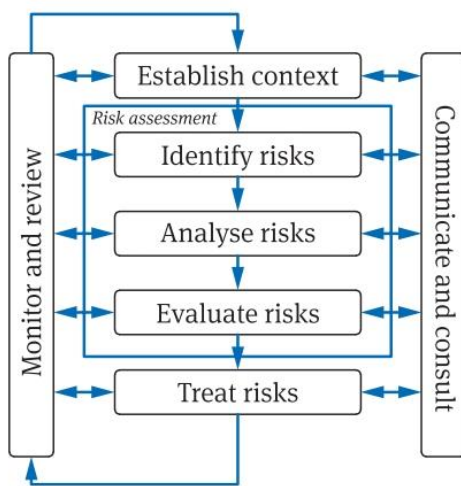 Establish context
Risk assessment
Identify risks
Analyse risks
Evaluate risks
Treat risks
Monitor and review
Communicate and consult